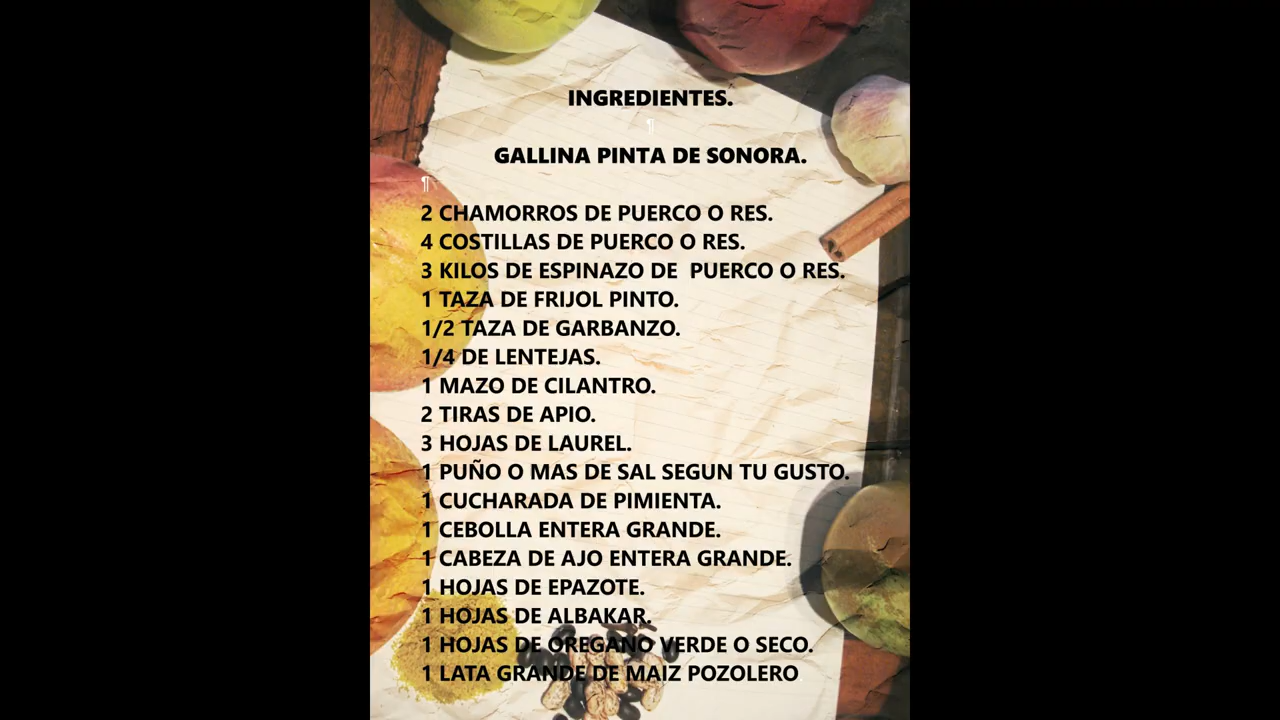 INGREDIENTES.
¶
GALLINA PINTA DE SONORA.
¶
2 CHAMORROS DE PUERCO O RES.
4 COSTILLAS DE PUERCO O RES.
3 KILOS DE ESPINAZO DE  PUERCO O RES.
1 TAZA DE FRIJOL PINTO.
1/2 TAZA DE GARBANZO.
1/4 DE LENTEJAS.
1 MAZO DE CILANTRO.
2 TIRAS DE APIO.
3 HOJAS DE LAUREL.
1 PUÑO O MAS DE SAL SEGUN TU GUSTO.
1 CUCHARADA DE PIMIENTA.
1 CEBOLLA ENTERA GRANDE.
1 CABEZA DE AJO ENTERA GRANDE.
1 HOJAS DE EPAZOTE.
1 HOJAS DE ALBAKAR.
1 HOJAS DE OREGANO VERDE O SECO.
1 LATA GRANDE DE MAIZ POZOLERO